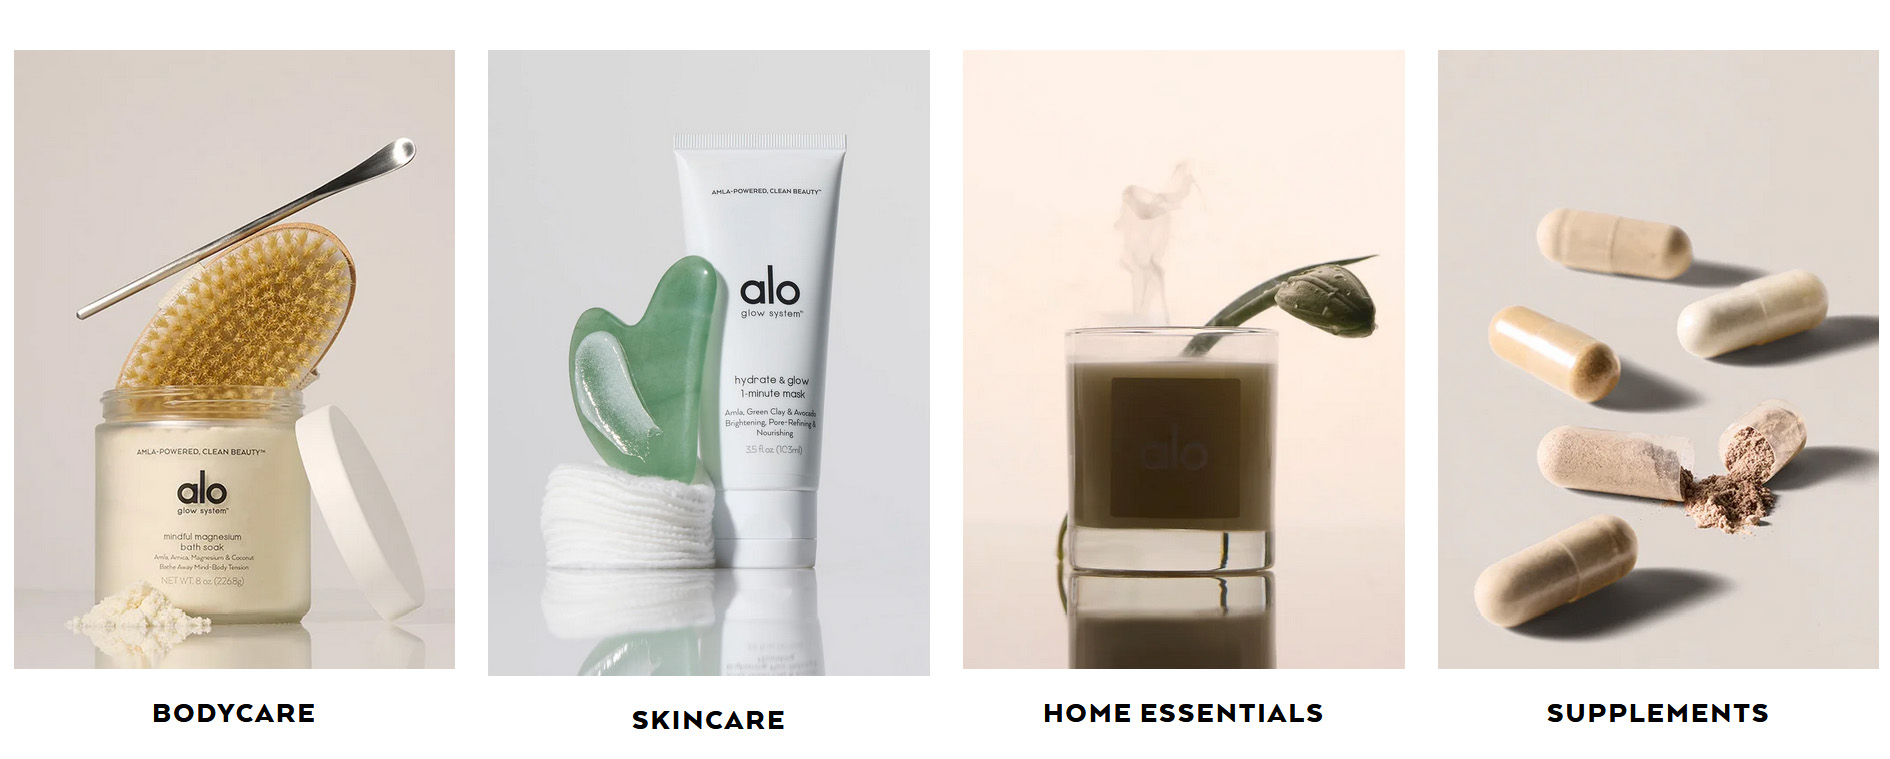 AMLA-POWERED, CLEAN BEAUTY™
alo
glow system™
mindful magnesium
bath soak
Amla, Arnica, Magnesium & Coconut
Bathe Away Mind-Body Tension
NET WT. 8 oz. (226.8g)
BODYCARE
AMLA-POWERED, CLEAN BEAUTY™
alo
glow system™
hydrate & glow
1-minute mask
Amla, Green Clay & Avocado
Brightening, Pore-Refining &
Nourishing
3.5 fl.oz. (103ml)
SKINCARE
alo
HOME ESSENTIALS
SUPPLEMENTS